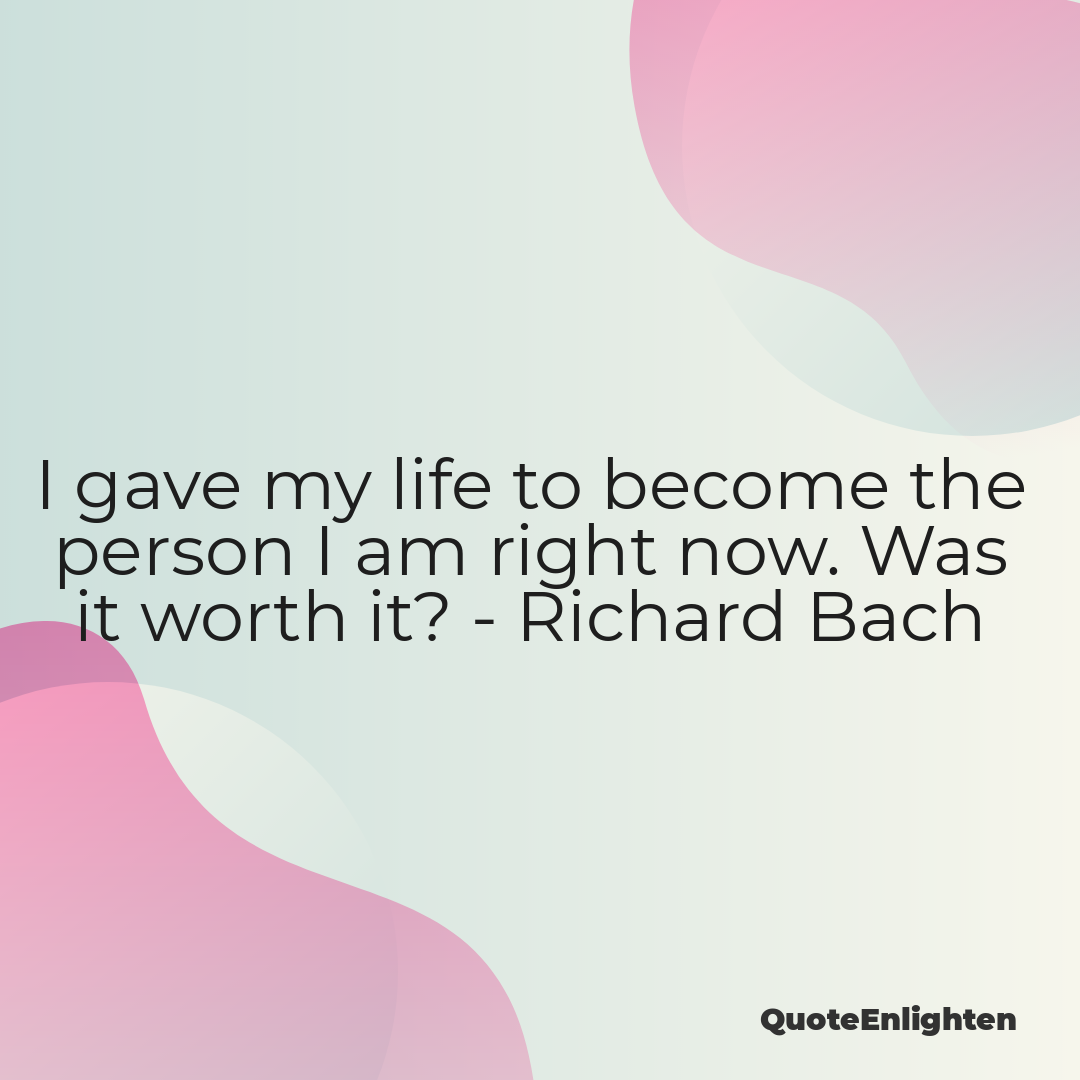 I gave my life to become the
person I am right now. Was
it worth it? - Richard Bach
QuoteEnlighten